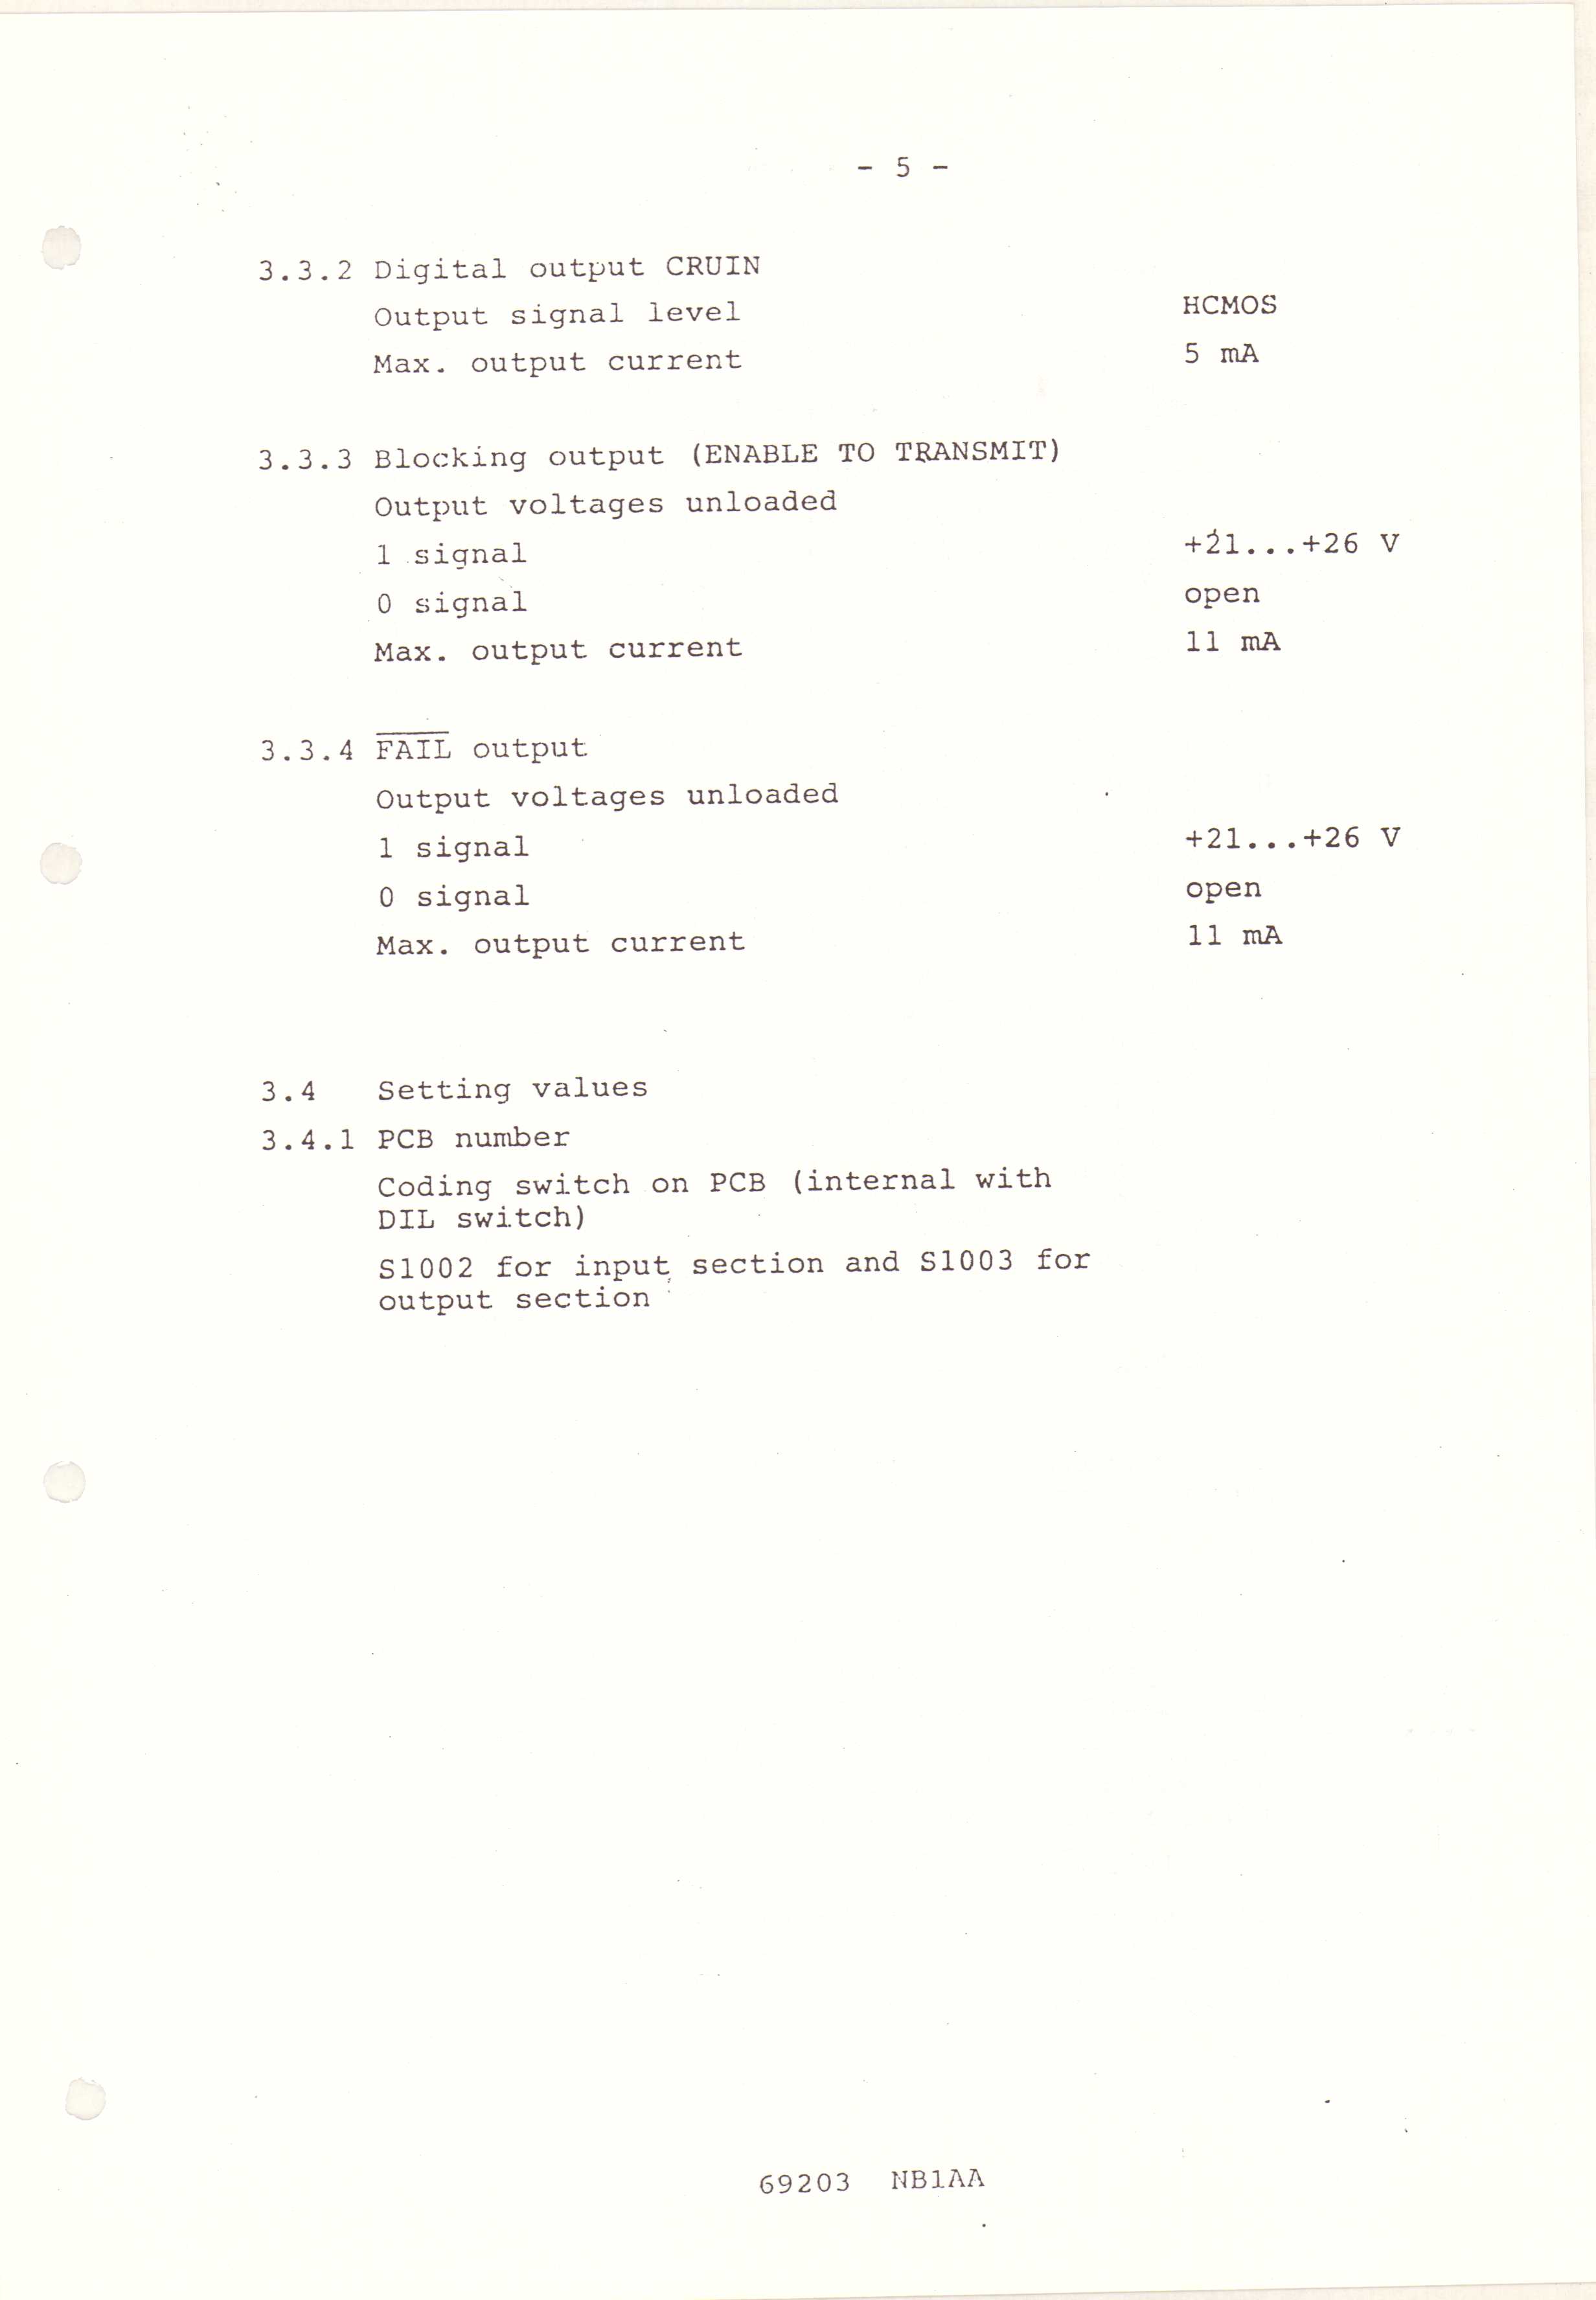 - 5 -
3.3.2 Digital output CRUIN
Output signal level HCMOS
Max. output current 5 mA
3.3.3 Blocking output (ENABLE TO TRANSMIT)
Output voltages unloaded
1 signal +21...+26 V
0 signal open
Max. output current 11 mA
3.3.4 F̅A̅I̅L̅ output
Output voltages unloaded
1 signal +21...+26 V
0 signal open
Max. output current 11 mA
3.4 Setting values
3.4.1 PCB number
Coding switch on PCB (internal with
DIL switch)
S1002 for input section and S1003 for
output section
69203 NB1AA